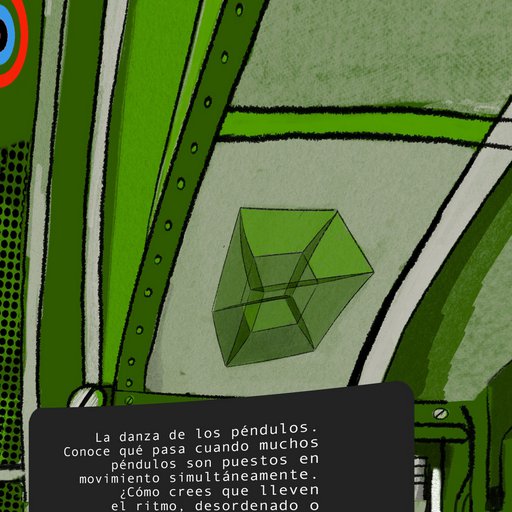 La danza de los péndulos.
Conoce qué pasa cuando muchos
péndulos son puestos en
movimiento simultáneamente.
¿Cómo crees que lleven
el ritmo, desordenado o